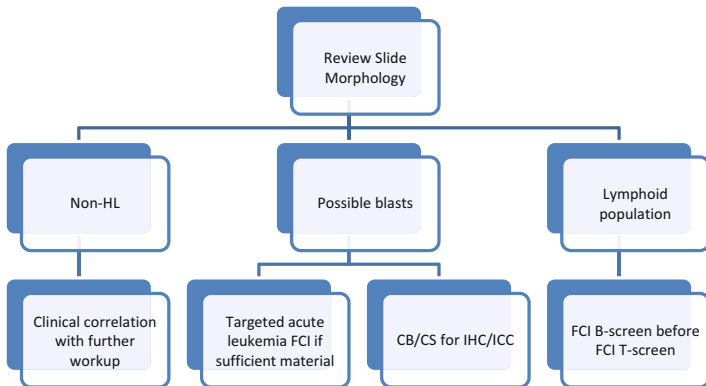 Review Slide
Morphology
Non-HL
Possible blasts
Lymphoid
population
Clinical correlation
with further
workup
Targeted acute
leukemia FCI if
sufficient material
CB/CS for IHC/ICC
FCI B-screen before
FCI T-screen